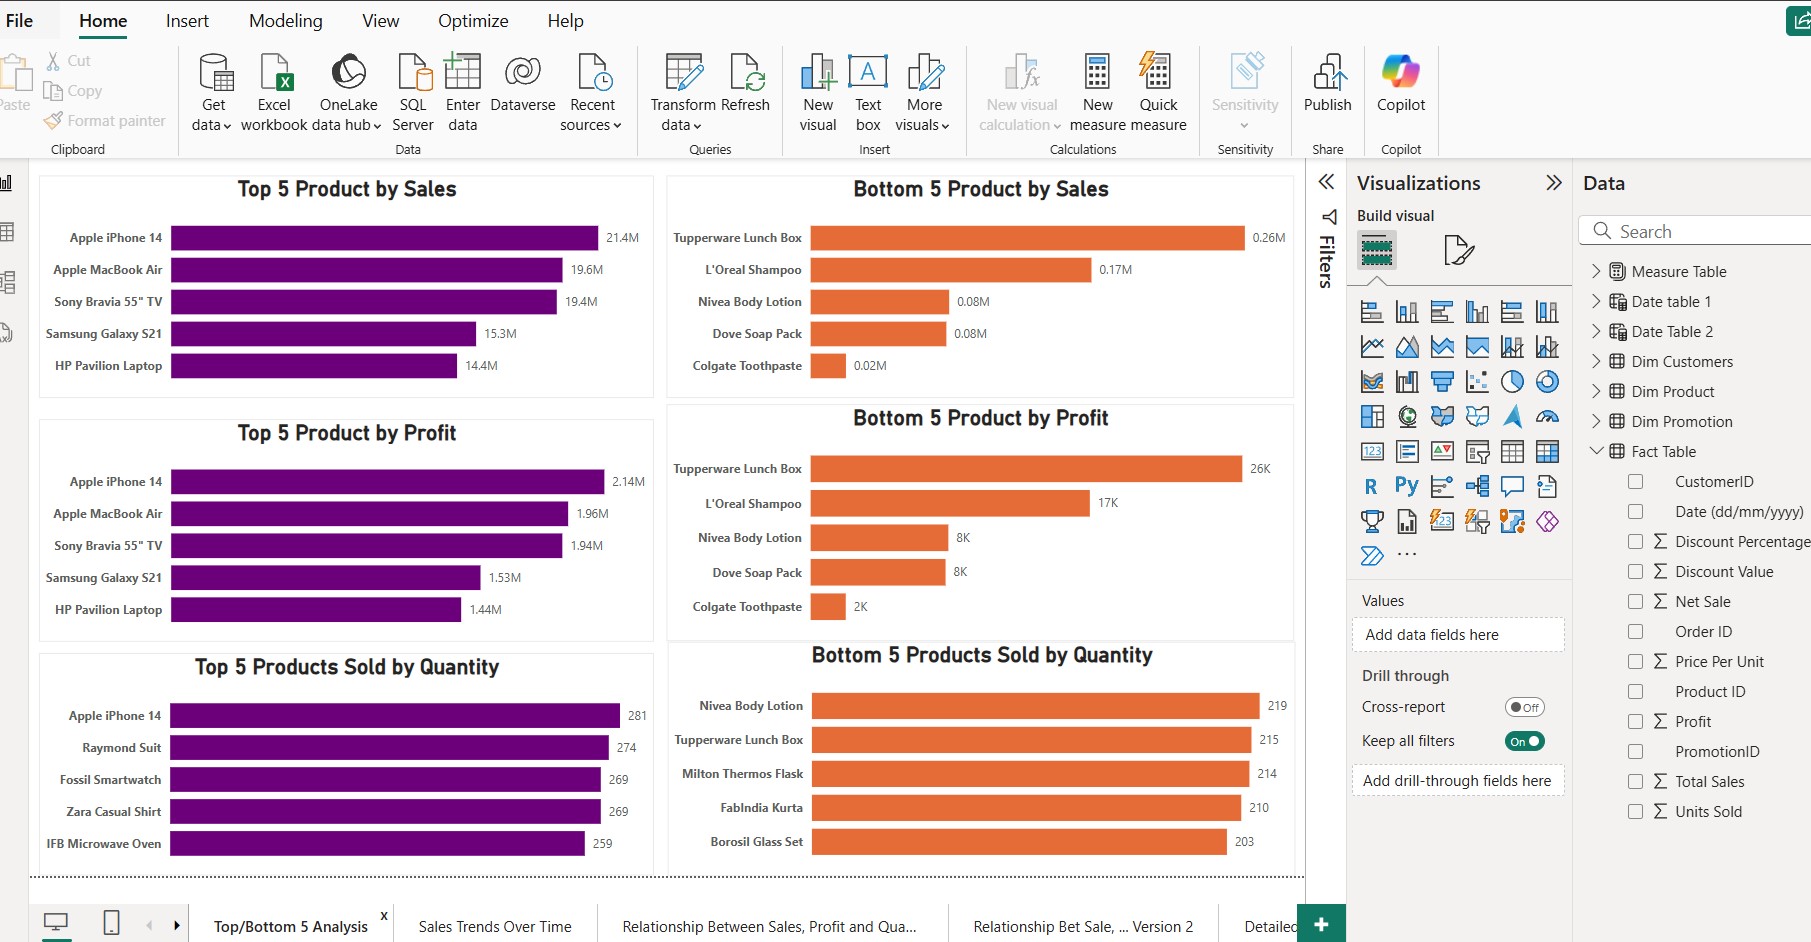 File Home Insert Modeling View Optimize Help
Paste
Cut
Copy
Format painter
Clipboard
Get data
Excel workbook
OneLake data hub
SQL Server
Enter data
Dataverse
Recent sources
Data
Transform data
Refresh
Queries
New visual
Text box
More visuals
Insert
New visual calculation
New measure
Quick measure
Calculations
Sensitivity
Sensitivity
Publish
Share
Copilot
Copilot
Top 5 Product by Sales
Apple iPhone 14 21.4M
Apple MacBook Air 19.6M
Sony Bravia 55" TV 19.4M
Samsung Galaxy S21 15.3M
HP Pavilion Laptop 14.4M
Bottom 5 Product by Sales
Tupperware Lunch Box 0.26M
L'Oreal Shampoo 0.17M
Nivea Body Lotion 0.08M
Dove Soap Pack 0.08M
Colgate Toothpaste 0.02M
Top 5 Product by Profit
Apple iPhone 14 2.14M
Apple MacBook Air 1.96M
Sony Bravia 55" TV 1.94M
Samsung Galaxy S21 1.53M
HP Pavilion Laptop 1.44M
Bottom 5 Product by Profit
Tupperware Lunch Box 26K
L'Oreal Shampoo 17K
Nivea Body Lotion 8K
Dove Soap Pack 8K
Colgate Toothpaste 2K
Top 5 Products Sold by Quantity
Apple iPhone 14 281
Raymond Suit 274
Fossil Smartwatch 269
Zara Casual Shirt 269
IFB Microwave Oven 259
Bottom 5 Products Sold by Quantity
Nivea Body Lotion 219
Tupperware Lunch Box 215
Milton Thermos Flask 214
FabIndia Kurta 210
Borosil Glass Set 203
Filters
Visualizations
Build visual
123
R Py
123
...
Values
Add data fields here
Drill through
Cross-report Off
Keep all filters On
Add drill-through fields here
Data
Search
Measure Table
Date table 1
Date Table 2
Dim Customers
Dim Product
Dim Promotion
Fact Table
CustomerID
Date (dd/mm/yyyy)
∑ Discount Percentage
∑ Discount Value
∑ Net Sale
Order ID
∑ Price Per Unit
Product ID
∑ Profit
PromotionID
∑ Total Sales
∑ Units Sold
Top/Bottom 5 Analysis x
Sales Trends Over Time
Relationship Between Sales, Profit and Qua...
Relationship Bet Sale, ... Version 2
Detailed
+